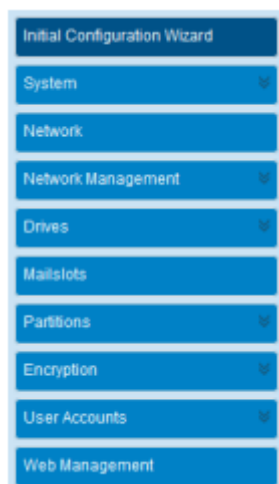 Initial Configuration Wizard
System
Network
Network Management
Drives
Mailslots
Partitions
Encryption
User Accounts
Web Management